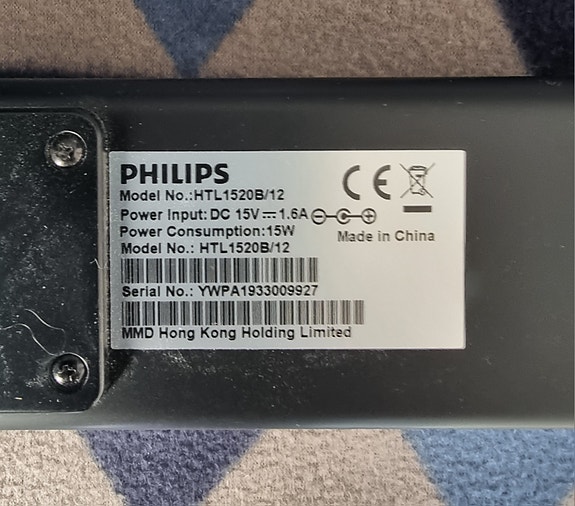 PHILIPS
Model No.:HTL1520B/12
Power Input: DC 15V⎓1.6A
Power Consumption:15W
Model No.: HTL1520B/12
Serial No.: YWPA1933009927
MMD Hong Kong Holding Limited
CE
Made in China